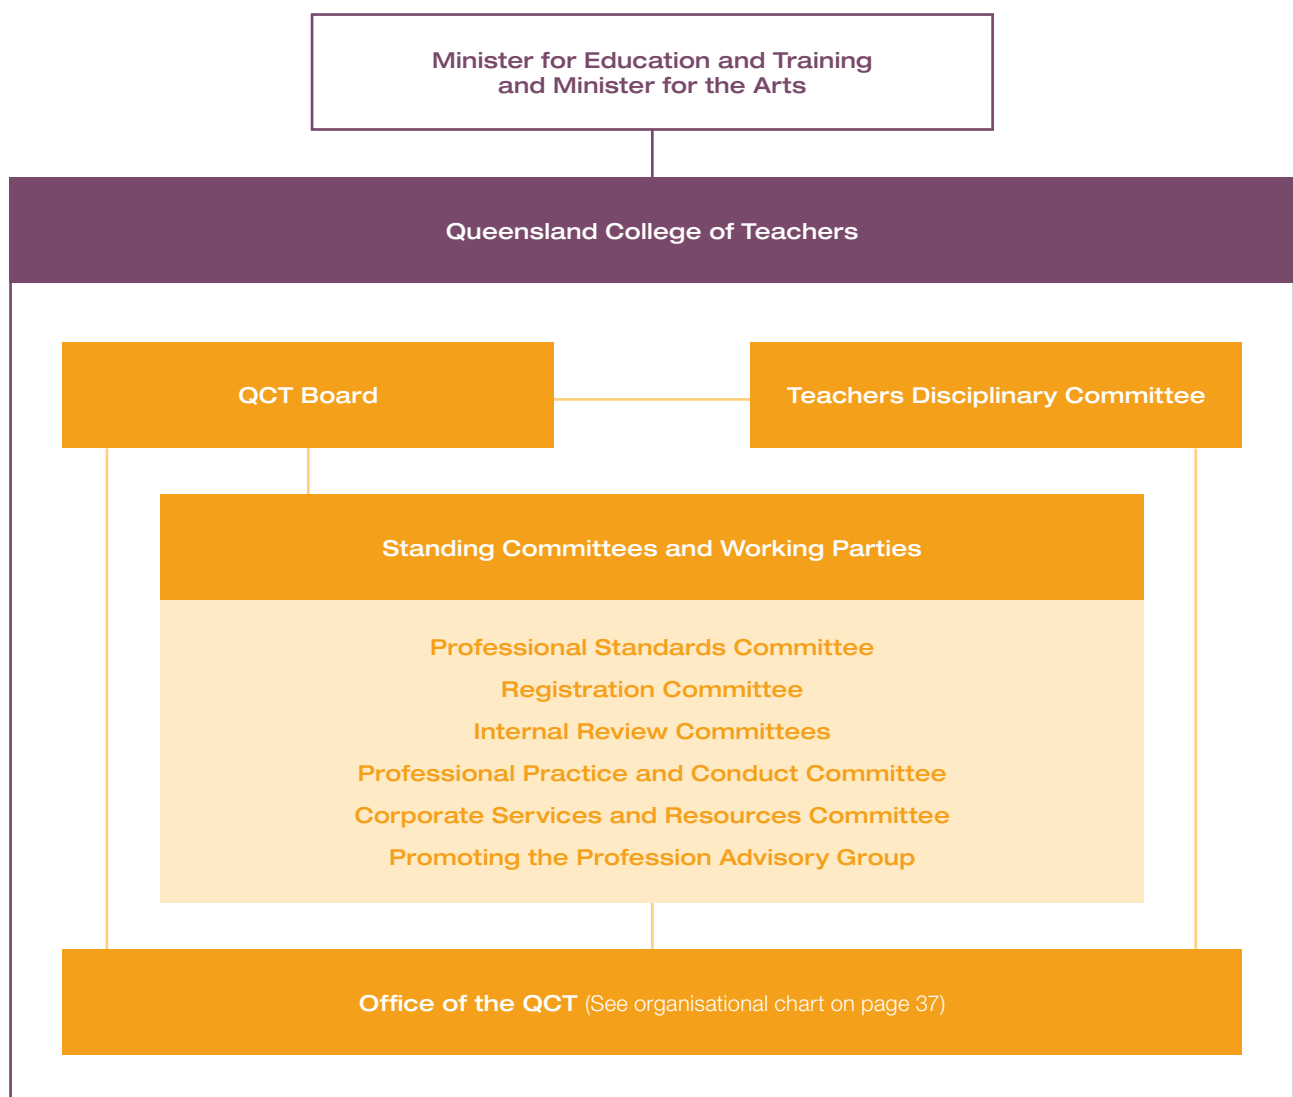 Minister for Education and Training
and Minister for the Arts
Queensland College of Teachers
QCT Board
Teachers Disciplinary Committee
Standing Committees and Working Parties
Professional Standards Committee
Registration Committee
Internal Review Committees
Professional Practice and Conduct Committee
Corporate Services and Resources Committee
Promoting the Profession Advisory Group
Office of the QCT (See organisational chart on page 37)